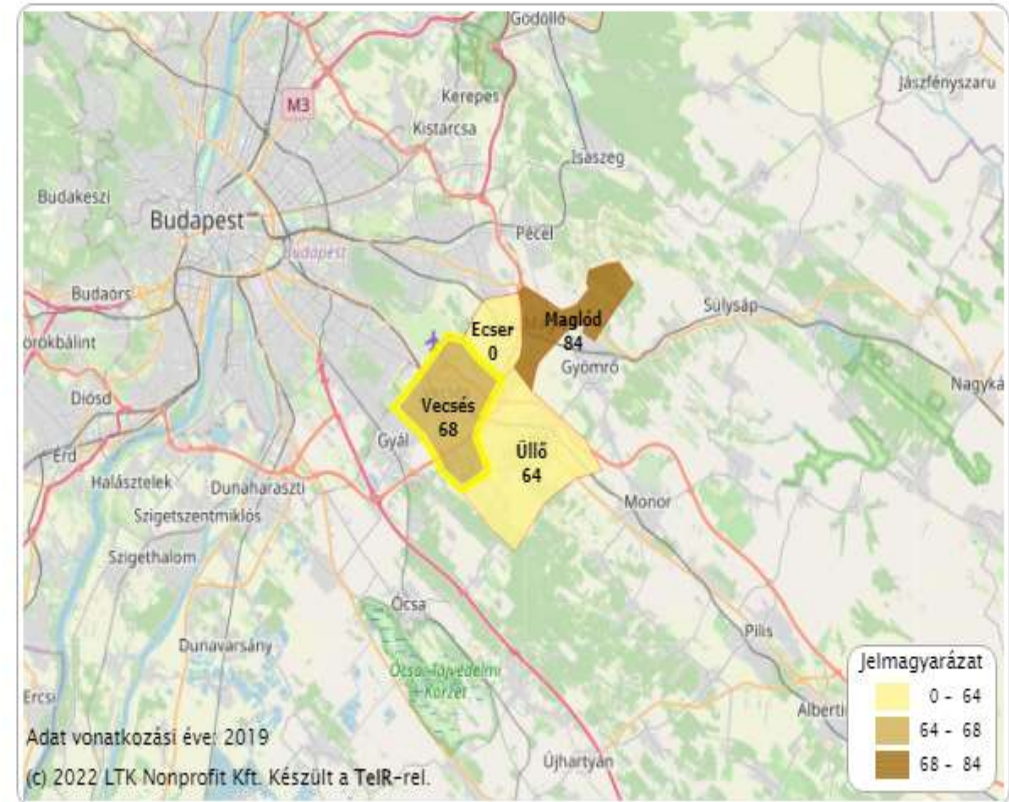 Gödöllő
Jászfényszaru
M3
Kerepes
Kistarcsa
Isaszeg
Budakeszi
Budapest
Pécel
Budapest
Budaörs
Sülysáp
Ecser
0
Maglód
84
orokbálint
Gyömrő
Nagyká
Diósd
Vecsés
68
Gyál
Üllő
64
Érd
Halásztelek
Dunaharaszti
Monor
Szigetszentmiklós
Szigethalom
Ócsa
Pilis
Dunavarsány
Ócsai Tájvédelmi
Körzet
Ercsi
Alberti
Újhartyán
Jelmagyarázat
0 - 64
64 - 68
68 - 84
Adat vonatkozási éve: 2019
(c) 2022 LTK Nonprofit Kft. Készült a TeIR-rel.